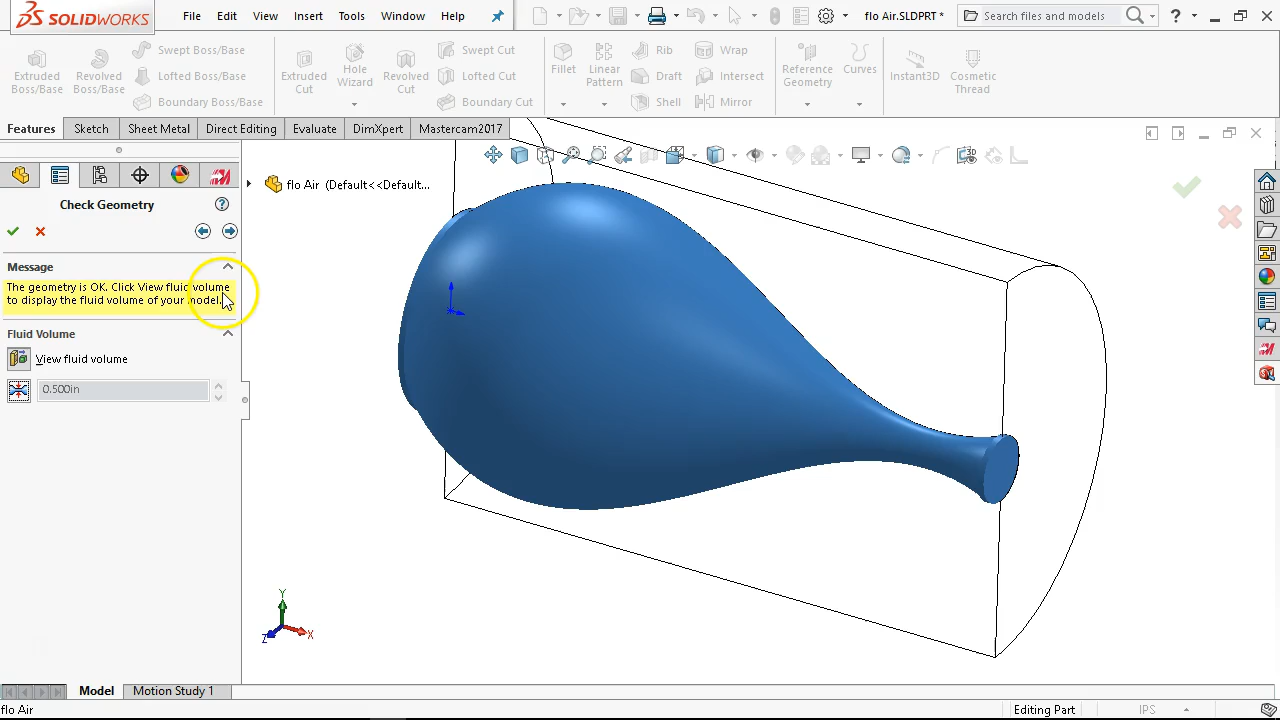 SOLIDWORKS
File Edit View Insert Tools Window Help
flo Air.SLDPRT *
Search files and models
?
Extruded Boss/Base
Revolved Boss/Base
Swept Boss/Base
Lofted Boss/Base
Boundary Boss/Base
Extruded Cut
Hole Wizard
Revolved Cut
Swept Cut
Lofted Cut
Boundary Cut
Fillet
Linear Pattern
Rib
Draft
Shell
Wrap
Intersect
Mirror
Reference Geometry
Curves
Instant3D
Cosmetic Thread
Features Sketch Sheet Metal Direct Editing Evaluate DimXpert Mastercam2017
flo Air (Default<<Default...
Check Geometry
?
Message
The geometry is OK. Click View fluid volume
to display the fluid volume of your model.
Fluid Volume
View fluid volume
0.500in
Y
Z
X
Model Motion Study 1
flo Air
Editing Part
IPS